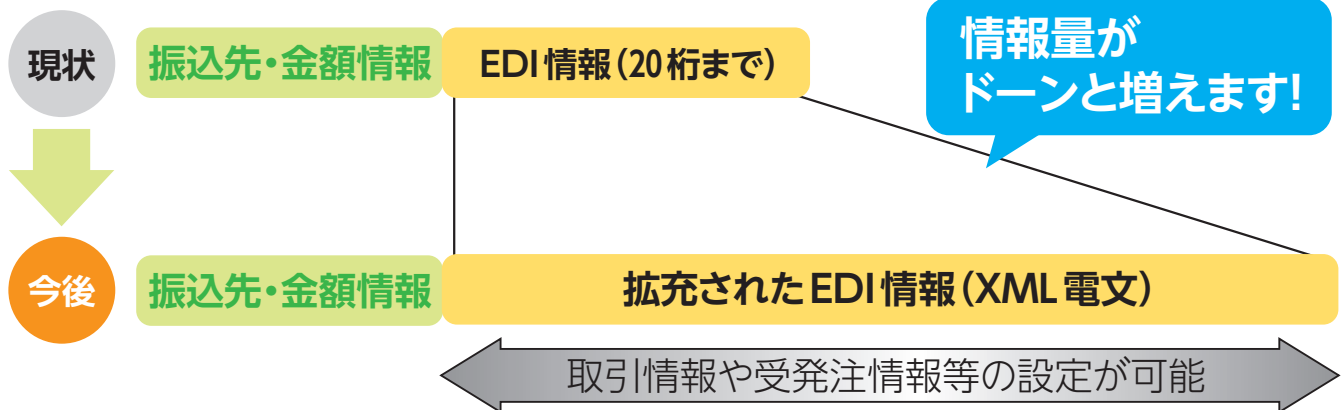 現状
振込先・金額情報
EDI情報（20桁まで）
情報量が
ドーンと増えます！
今後
振込先・金額情報
拡充されたEDI情報（XML電文）
取引情報や受発注情報等の設定が可能